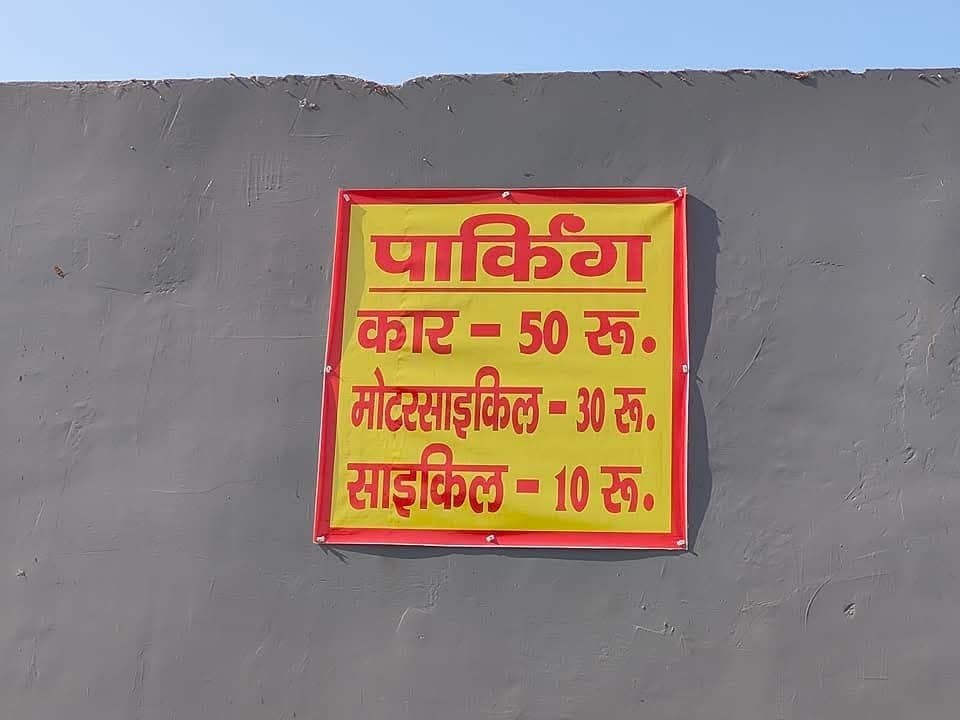 पार्किंग
कार - 50 रू.
मोटरसाइकिल - 30 रू.
साइकिल - 10 रू.